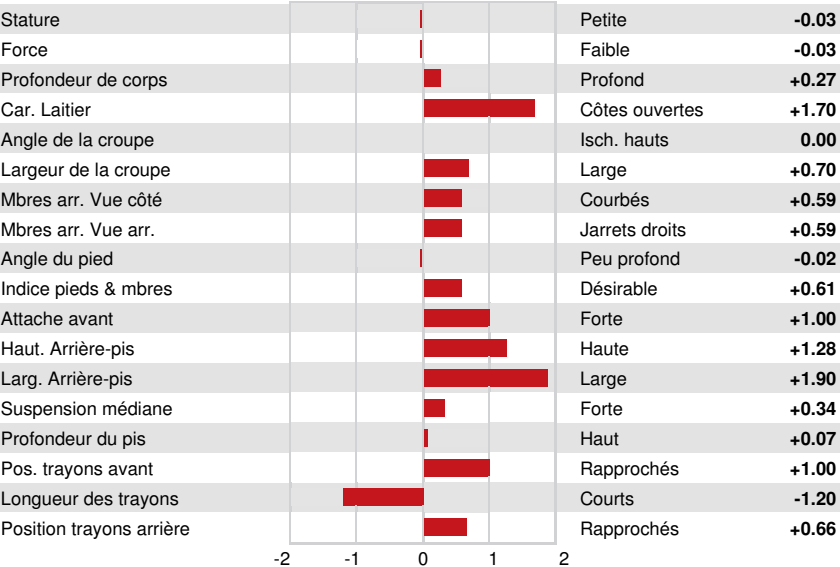 Stature Petite -0.03
Force Faible -0.03
Profondeur de corps Profond +0.27
Car. Laitier Côtes ouvertes +1.70
Angle de la croupe Isch. hauts 0.00
Largeur de la croupe Large +0.70
Mbres arr. Vue côté Courbés +0.59
Mbres arr. Vue arr. Jarrets droits +0.59
Angle du pied Peu profond -0.02
Indice pieds & mbres Désirable +0.61
Attache avant Forte +1.00
Haut. Arrière-pis Haute +1.28
Larg. Arrière-pis Large +1.90
Suspension médiane Forte +0.34
Profondeur du pis Haut +0.07
Pos. trayons avant Rapprochés +1.00
Longueur des trayons Courts -1.20
Position trayons arrière Rapprochés +0.66
-2 -1 0 1 2